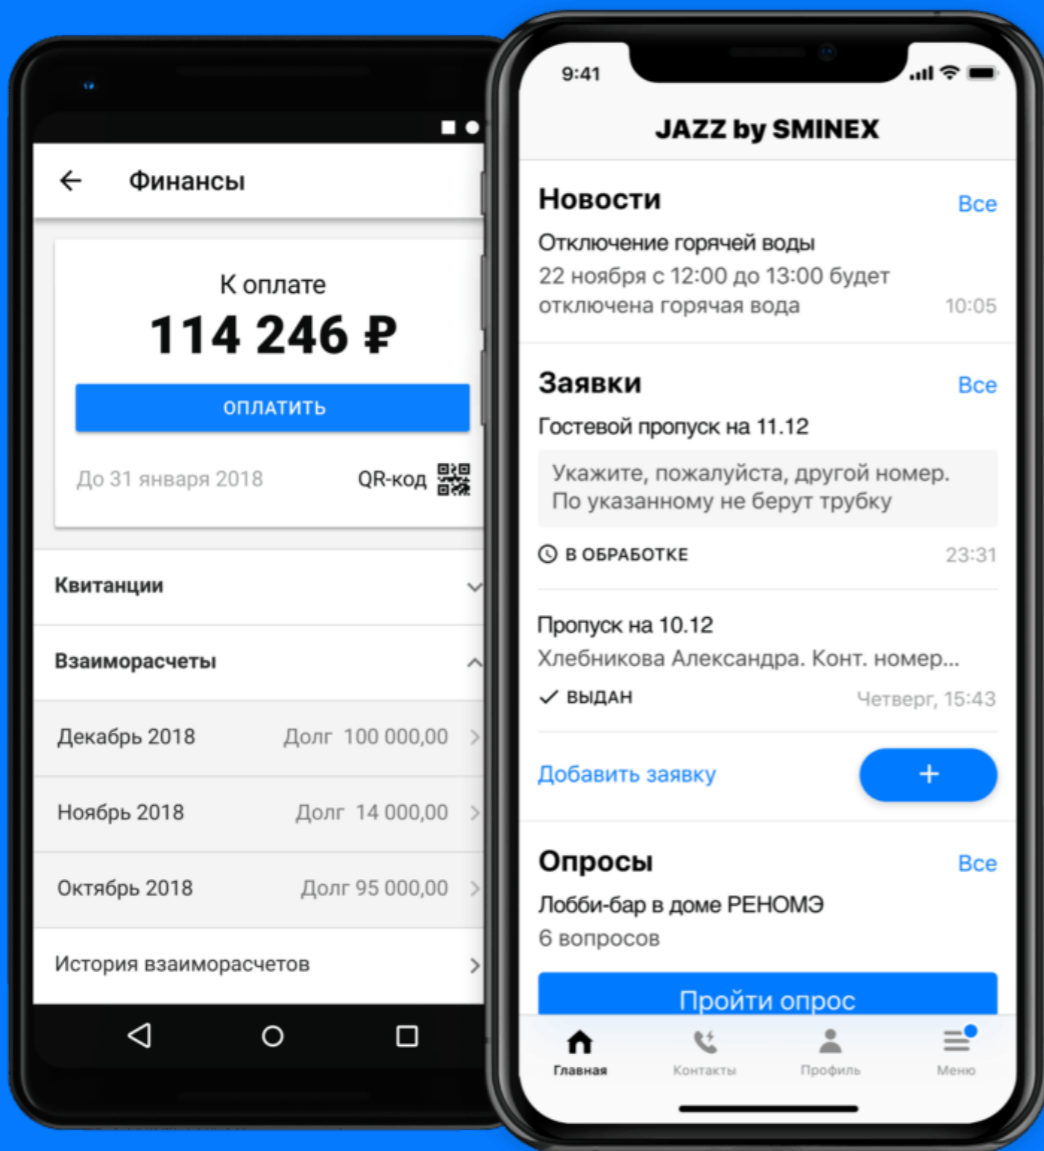 Финансы
К оплате
114 246 ₽
ОПЛАТИТЬ
До 31 января 2018 QR-код
Квитанции
Взаиморасчеты
Декабрь 2018 Долг 100 000,00
Ноябрь 2018 Долг 14 000,00
Октябрь 2018 Долг 95 000,00
История взаиморасчетов
9:41
JAZZ by SMINEX
Новости Все
Отключение горячей воды
22 ноября с 12:00 до 13:00 будет
отключена горячая вода 10:05
Заявки Все
Гостевой пропуск на 11.12
Укажите, пожалуйста, другой номер.
По указанному не берут трубку
В ОБРАБОТКЕ 23:31
Пропуск на 10.12
Хлебникова Александра. Конт. номер...
ВЫДАН Четверг, 15:43
Добавить заявку +
Опросы Все
Лобби-бар в доме РЕНОМЭ
6 вопросов
Пройти опрос
Главная Контакты Профиль Меню